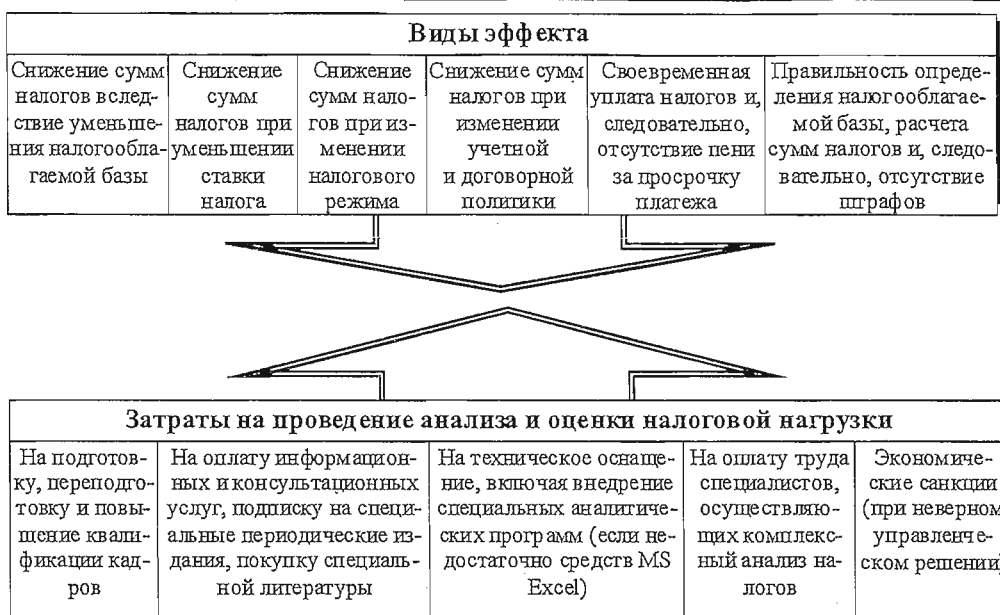 Виды эффекта
Снижение сумм
налогов вслед-
ствие уменьше-
ния налогообла-
гаемой базы
Снижение
сумм
налогов при
уменьшении
ставки
налога
Снижение
сумм нало-
гов при из-
менении
налогового
режима
Снижение сумм
налогов при
изменении
учетной
и договорной
политики
Своевременная
уплата налогов и,
следовательно,
отсутствие пени
за просрочку
платежа
Правильность опреде-
ления налогооблагае-
мой базы, расчета
сумм налогов и, следо-
вательно, отсутствие
штрафов
Затраты на проведение анализа и оценки налоговой нагрузки
На подготов-
ку, переподго-
товку и повы-
шение квали-
фикации кад-
ров
На оплату информацион-
ных и консультационных
услуг, подписку на специ-
альные периодические из-
дания, покупку специаль-
ной литературы
На техническое оснаще-
ние, включая внедрение
специальных аналитиче-
ских программ (если не-
достаточно средств MS
Excel)
На оплату труда
специалистов,
осуществляю-
щих комплекс-
ный анализ на-
логов
Экономиче-
ские санкции
(при неверном
управленче-
ском решении)